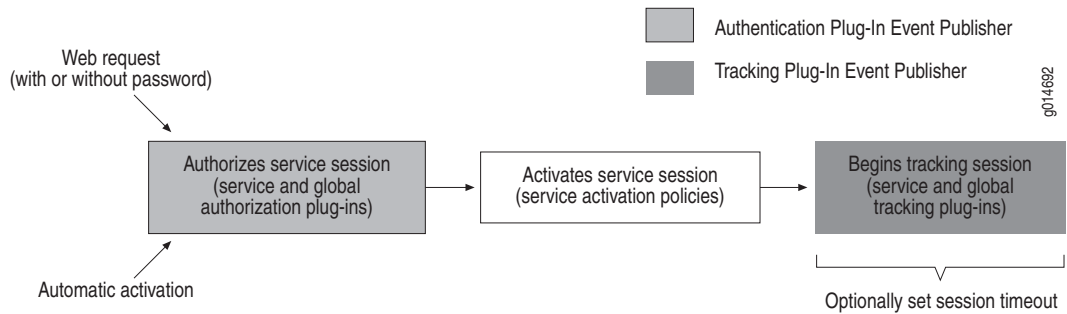 Authentication Plug-In Event Publisher
Tracking Plug-In Event Publisher
g014692
Web request
(with or without password)
Authorizes service session
(service and global
authorization plug-ins)
Activates service session
(service activation policies)
Begins tracking session
(service and global
tracking plug-ins)
Automatic activation
Optionally set session timeout